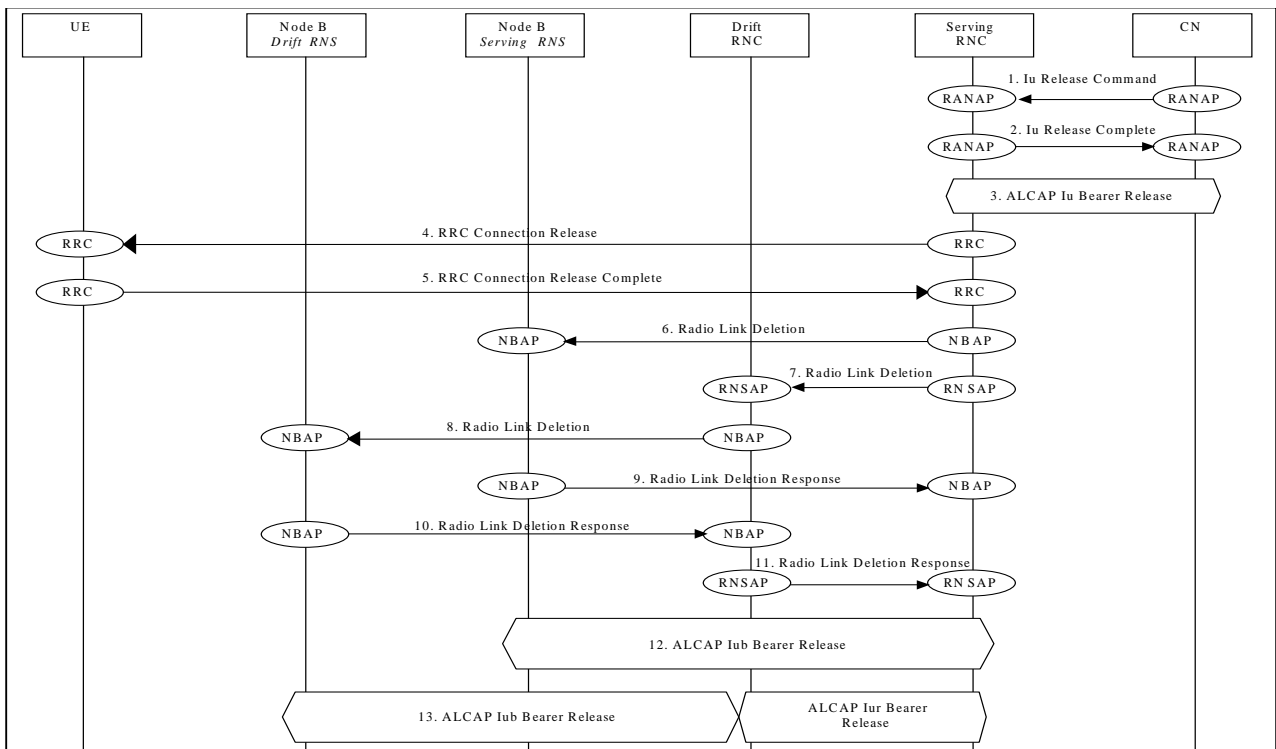 UE
Node B
Drift RNS
Node B
Serving RNS
Drift
RNC
Serving
RNC
CN
1. Iu Release Command
RANAP
RANAP
2. Iu Release Complete
RANAP
RANAP
3. ALCAP Iu Bearer Release
4. RRC Connection Release
RRC
RRC
5. RRC Connection Release Complete
RRC
RRC
6. Radio Link Deletion
NBAP
NBAP
7. Radio Link Deletion
RNSAP
RNSAP
8. Radio Link Deletion
NBAP
NBAP
9. Radio Link Deletion Response
NBAP
NBAP
10. Radio Link Deletion Response
NBAP
NBAP
11. Radio Link Deletion Response
RNSAP
RNSAP
12. ALCAP Iub Bearer Release
13. ALCAP Iub Bearer Release
ALCAP Iur Bearer
Release